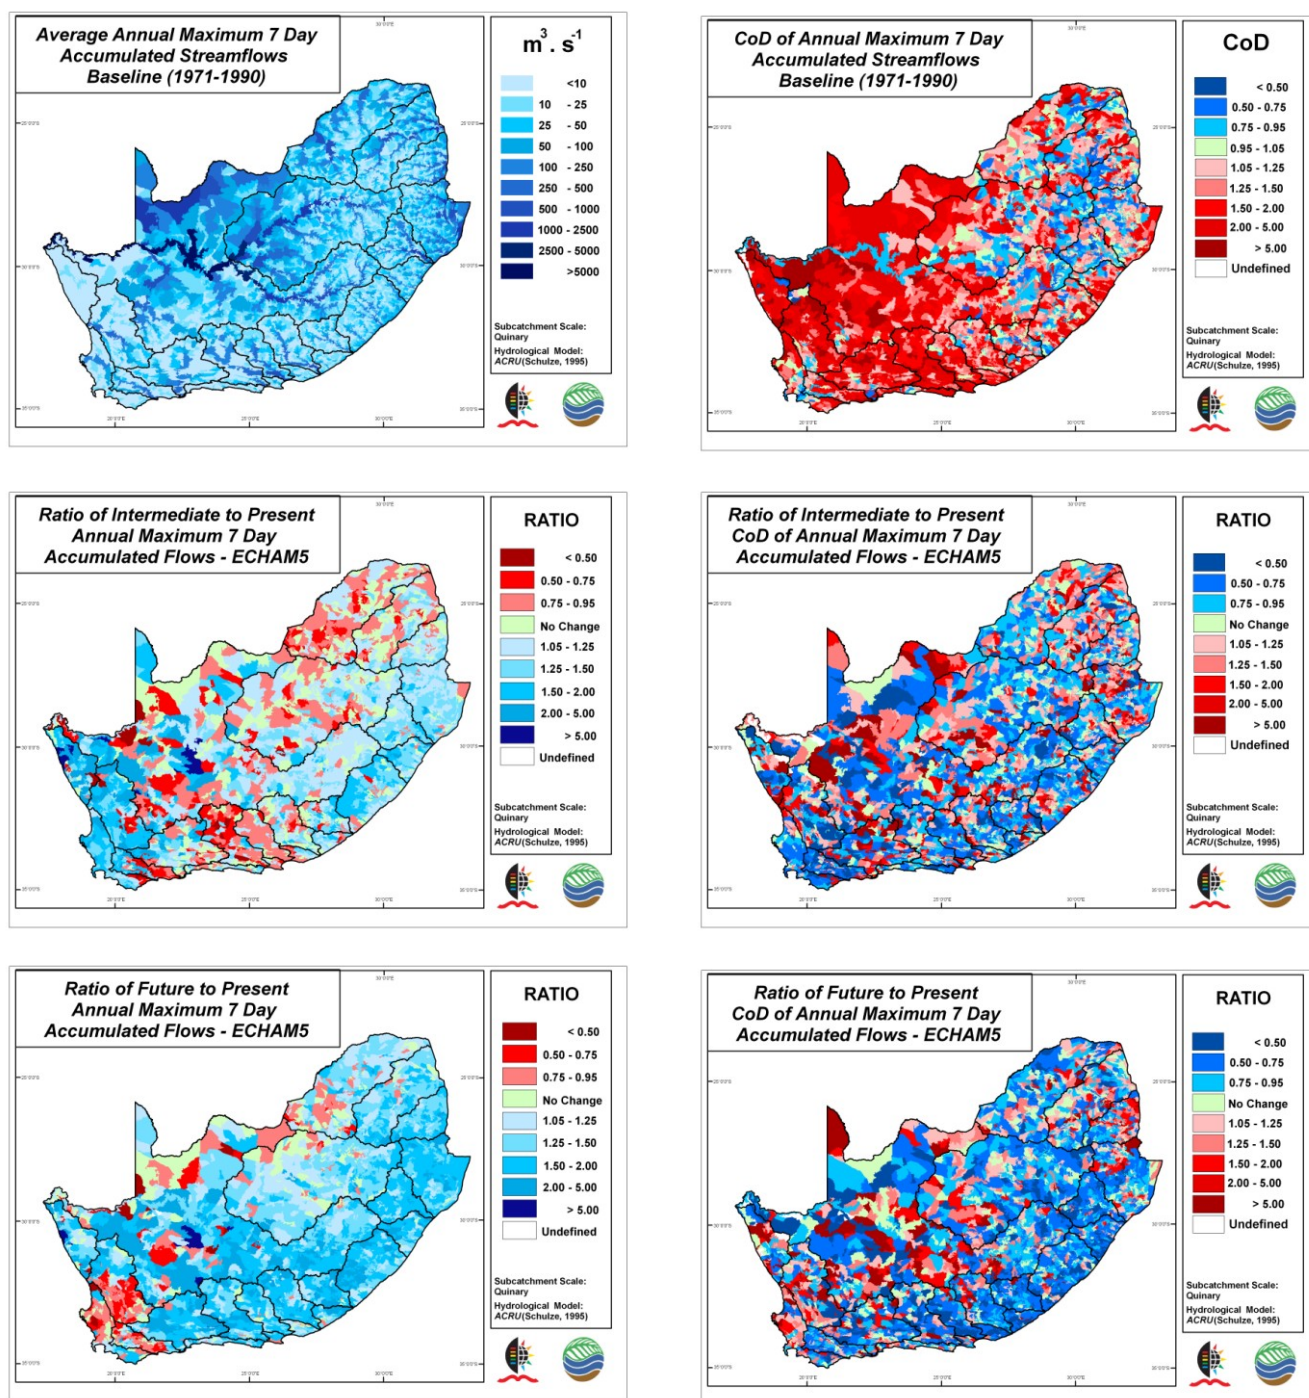 Average Annual Maximum 7 Day
Accumulated Streamflows
Baseline (1971-1990)
m³ . s⁻¹
<10
10 - 25
25 - 50
50 - 100
100 - 250
250 - 500
500 - 1000
1000 - 2500
2500 - 5000
>5000
Subcatchment Scale:
Quinary
Hydrological Model:
ACRU(Schulze, 1995)
CoD of Annual Maximum 7 Day
Accumulated Streamflows
Baseline (1971-1990)
CoD
< 0.50
0.50 - 0.75
0.75 - 0.95
0.95 - 1.05
1.05 - 1.25
1.25 - 1.50
1.50 - 2.00
2.00 - 5.00
> 5.00
Undefined
Subcatchment Scale:
Quinary
Hydrological Model:
ACRU(Schulze, 1995)
Ratio of Intermediate to Present
Annual Maximum 7 Day
Accumulated Flows - ECHAM5
RATIO
< 0.50
0.50 - 0.75
0.75 - 0.95
No Change
1.05 - 1.25
1.25 - 1.50
1.50 - 2.00
2.00 - 5.00
> 5.00
Undefined
Subcatchment Scale:
Quinary
Hydrological Model:
ACRU(Schulze, 1995)
Ratio of Intermediate to Present
CoD of Annual Maximum 7 Day
Accumulated Flows - ECHAM5
RATIO
< 0.50
0.50 - 0.75
0.75 - 0.95
No Change
1.05 - 1.25
1.25 - 1.50
1.50 - 2.00
2.00 - 5.00
> 5.00
Undefined
Subcatchment Scale:
Quinary
Hydrological Model:
ACRU(Schulze, 1995)
Ratio of Future to Present
Annual Maximum 7 Day
Accumulated Flows - ECHAM5
RATIO
< 0.50
0.50 - 0.75
0.75 - 0.95
No Change
1.05 - 1.25
1.25 - 1.50
1.50 - 2.00
2.00 - 5.00
> 5.00
Undefined
Subcatchment Scale:
Quinary
Hydrological Model:
ACRU(Schulze, 1995)
Ratio of Future to Present
CoD of Annual Maximum 7 Day
Accumulated Flows - ECHAM5
RATIO
< 0.50
0.50 - 0.75
0.75 - 0.95
No Change
1.05 - 1.25
1.25 - 1.50
1.50 - 2.00
2.00 - 5.00
> 5.00
Undefined
Subcatchment Scale:
Quinary
Hydrological Model:
ACRU(Schulze, 1995)